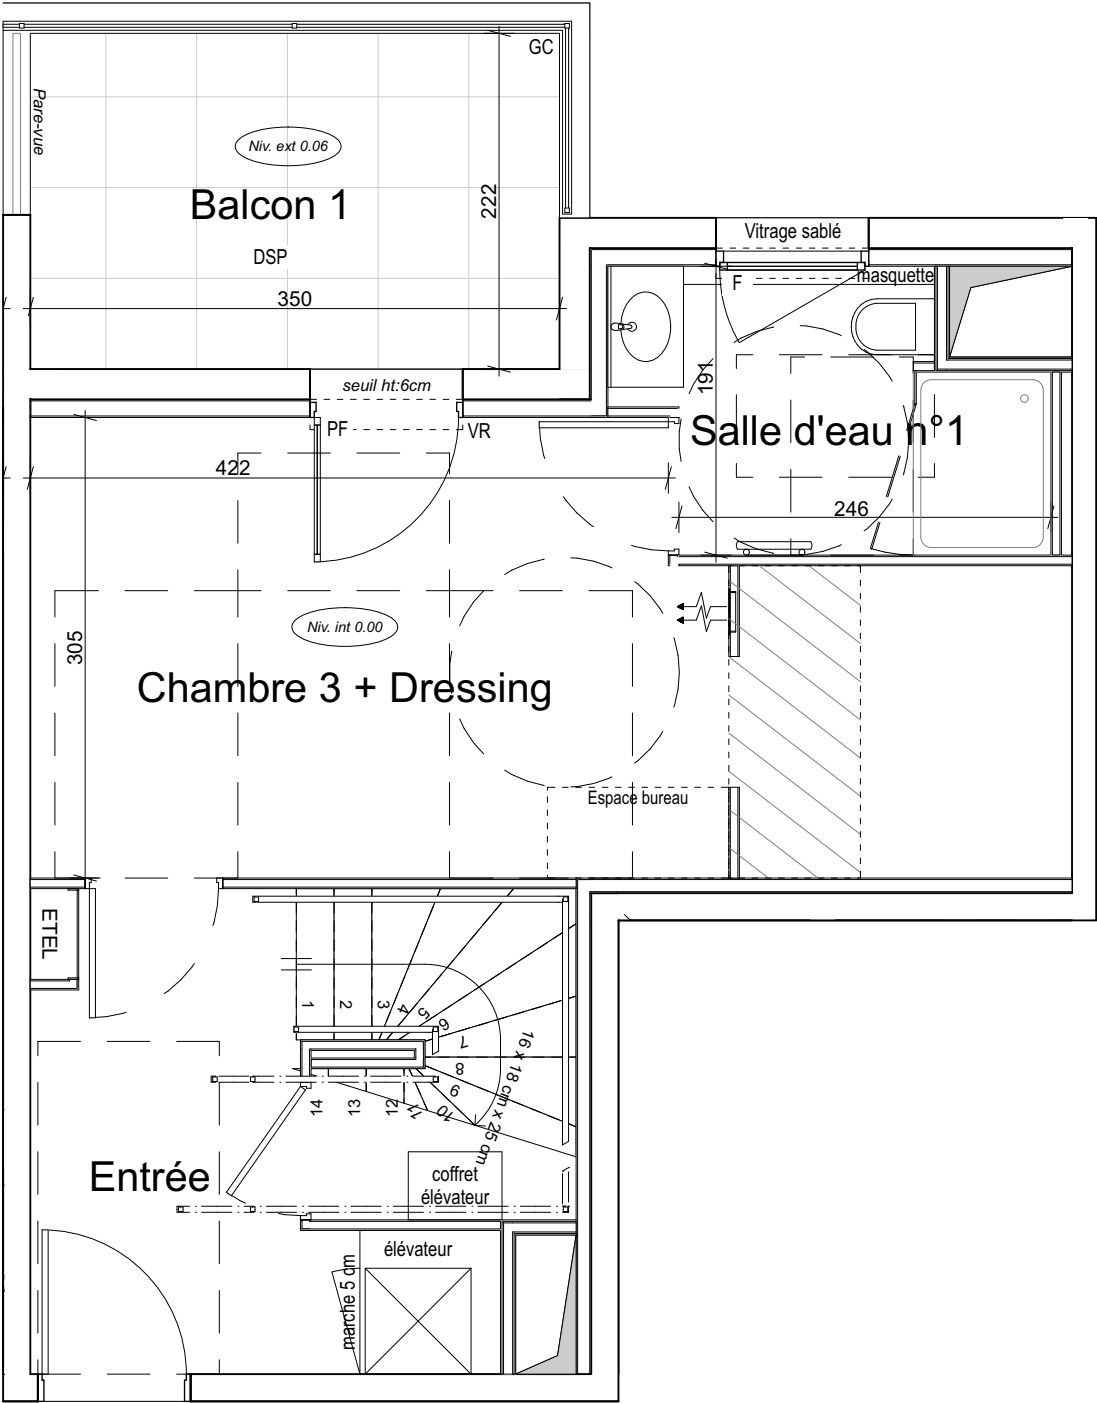 GC
Pare-vue
Niv. ext 0.06
Balcon 1
222
DSP
350
Vitrage sablé
F
masquette
seuil ht:6cm
PF
VR
191
Salle d'eau n°1
422
246
305
Niv. int 0.00
Chambre 3 + Dressing
Espace bureau
ETEL
1
2
3
4
5
6
7
8
9
10
11
12
13
14
16 x 18 cm x 25 cm
Entrée
coffret
élévateur
élévateur
marche 5 cm